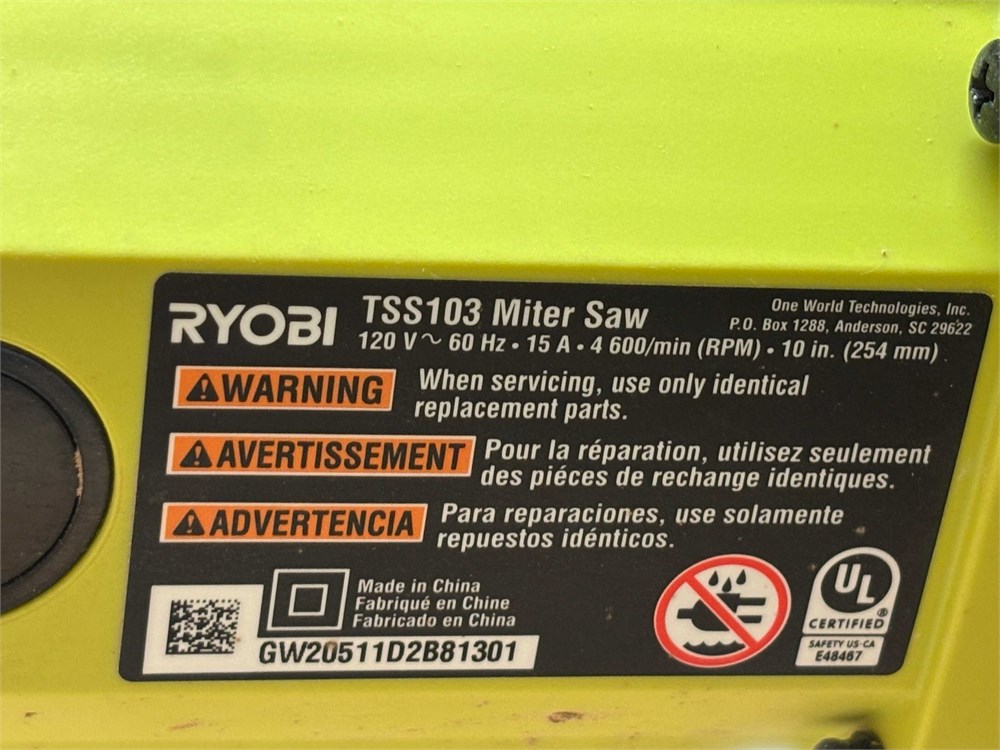 RYOBI
TSS103 Miter Saw
One World Technologies, Inc.
P.O. Box 1288, Anderson, SC 29622
120 V ~ 60 Hz • 15 A • 4 600/min (RPM) • 10 in. (254 mm)
⚠WARNING
When servicing, use only identical
replacement parts.
⚠AVERTISSEMENT
Pour la réparation, utilisez seulement
des piéces de rechange identiques.
⚠ADVERTENCIA
Para reparaciones, use solamente
repuestos idénticos.
Made in China
Fabriqué en Chine
Fabricado en China
GW20511D2B81301
UL
®
CERTIFIED
SAFETY US-CA
E48467